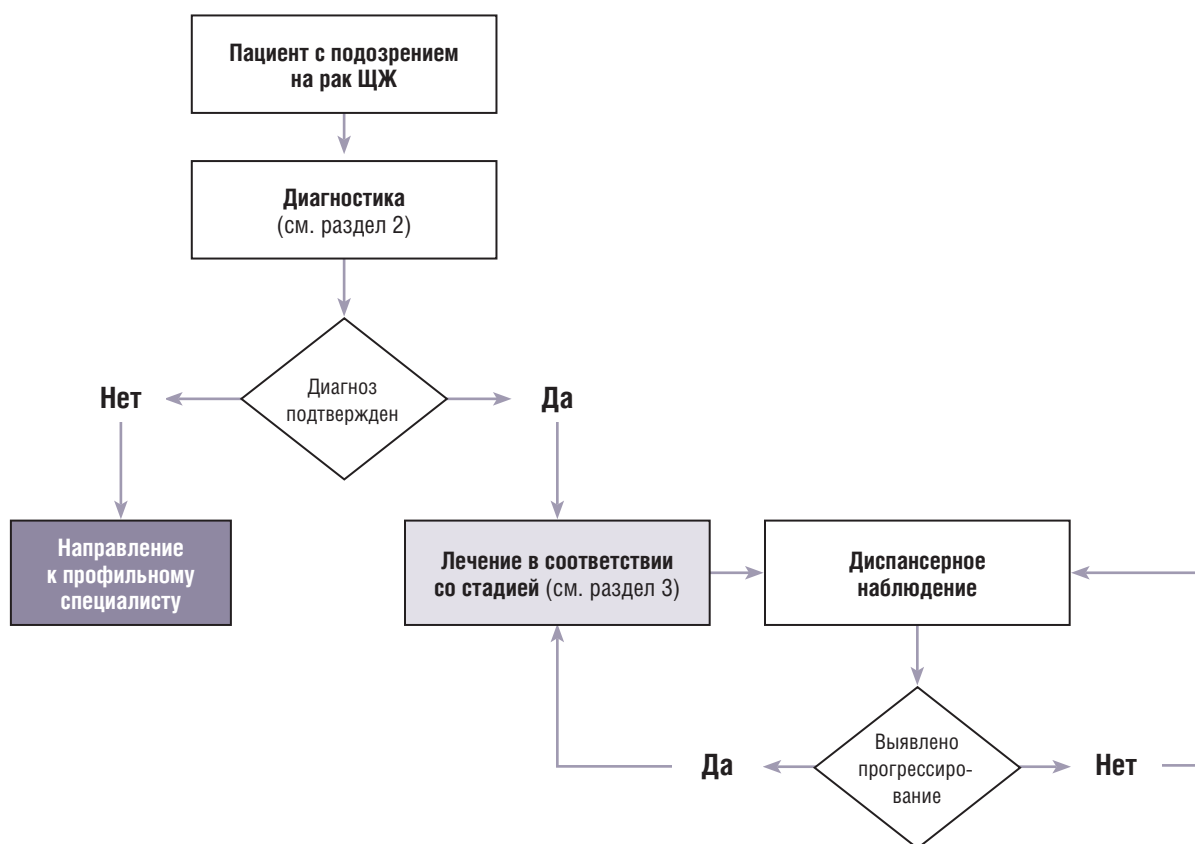 Пациент с подозрением
на рак ЩЖ
Диагностика
(см. раздел 2)
Диагноз
подтвержден
Нет
Да
Направление
к профильному
специалисту
Лечение в соответствии
со стадией (см. раздел 3)
Диспансерное
наблюдение
Выявлено
прогрессиро-
вание
Да
Нет